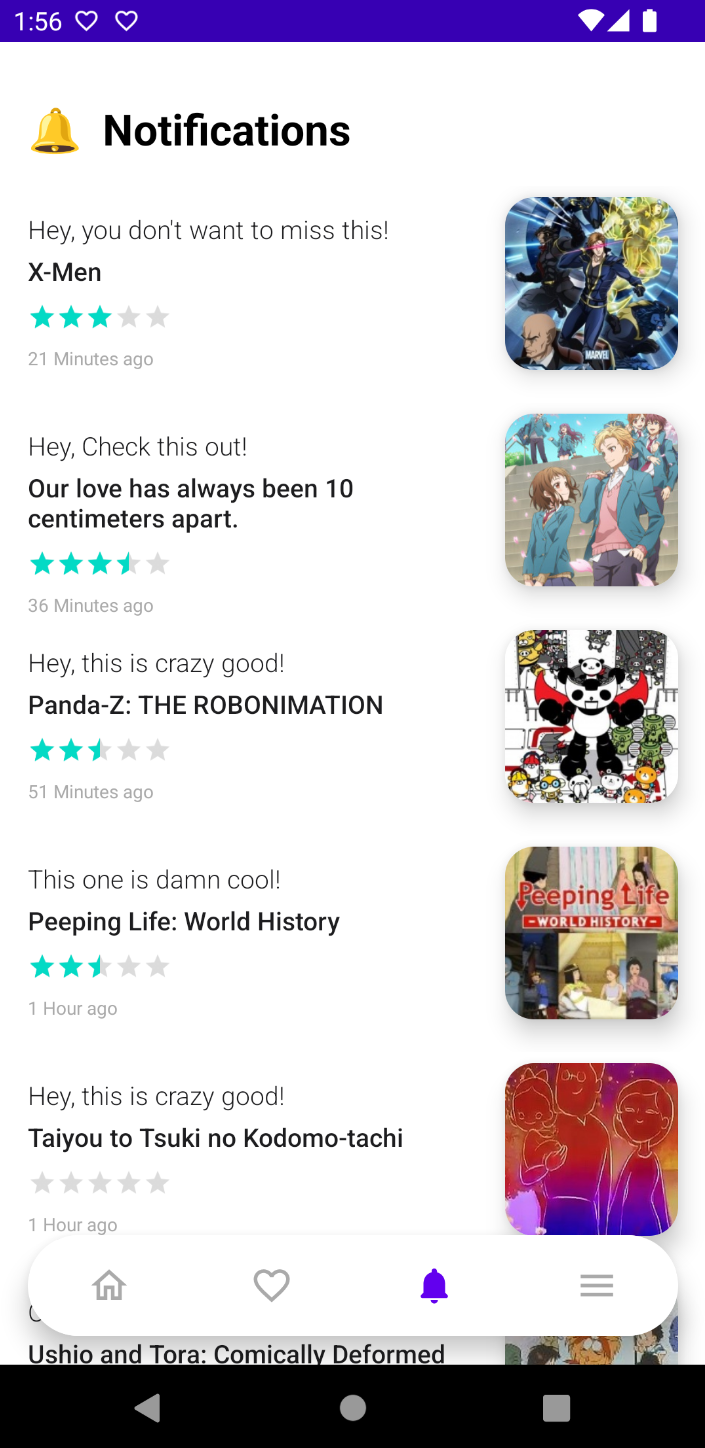 1:56
Notifications
Hey, you don't want to miss this!
X-Men
21 Minutes ago
MARVEL
Hey, Check this out!
Our love has always been 10
centimeters apart.
36 Minutes ago
Hey, this is crazy good!
Panda-Z: THE ROBONIMATION
51 Minutes ago
This one is damn cool!
Peeping Life: World History
1 Hour ago
Peeping Life
WORLD HISTORY
Hey, this is crazy good!
Taiyou to Tsuki no Kodomo-tachi
1 Hour ago
Ushio and Tora: Comically Deformed